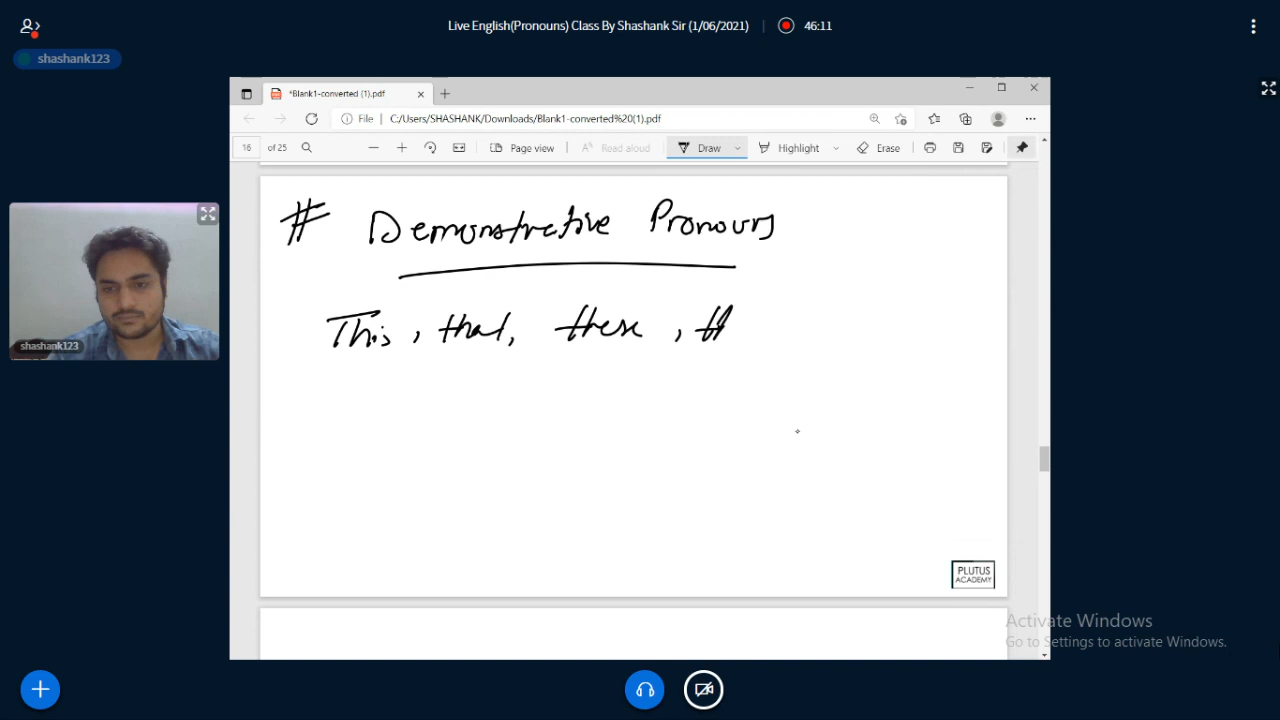 Live English(Pronouns) Class By Shashank Sir (1/06/2021) | 46:11
shashank123
*Blank1-converted (1).pdf
File | C:/Users/SHASHANK/Downloads/Blank1-converted%20(1).pdf
16 of 25 Page view Read aloud Draw Highlight Erase
# Demonstrative Pronouns
This, that, these, th
shashank123
PLUTUS
ACADEMY
Activate Windows
Go to Settings to activate Windows.